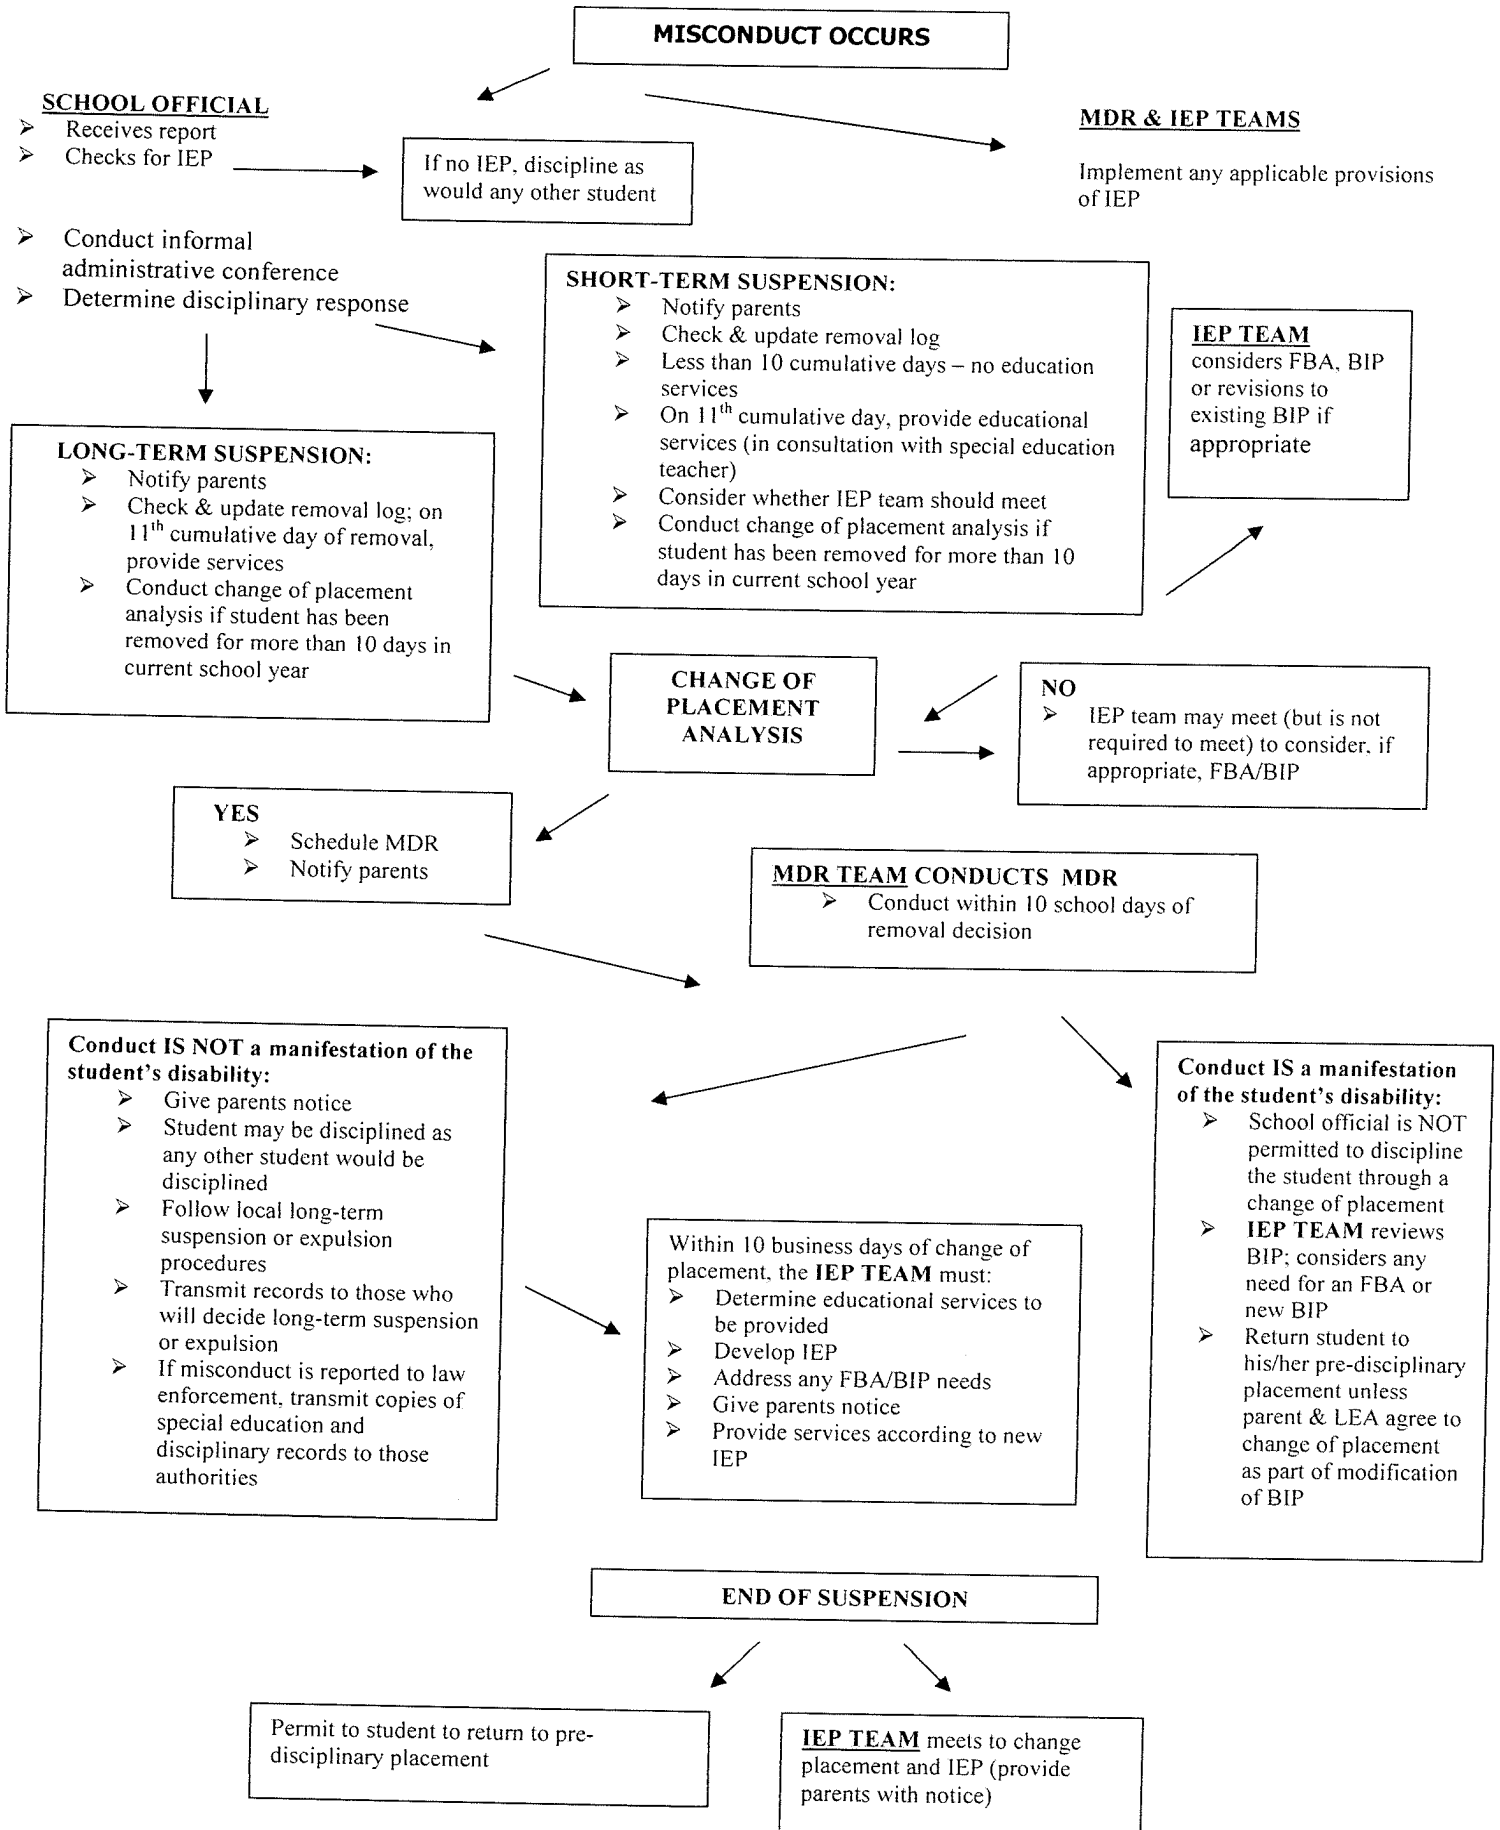 MISCONDUCT OCCURS
SCHOOL OFFICIAL
➢ Receives report
➢ Checks for IEP
If no IEP, discipline as
would any other student
MDR & IEP TEAMS
Implement any applicable provisions
of IEP
➢ Conduct informal
administrative conference
➢ Determine disciplinary response
SHORT-TERM SUSPENSION:
➢ Notify parents
➢ Check & update removal log
➢ Less than 10 cumulative days – no education
services
➢ On 11th cumulative day, provide educational
services (in consultation with special education
teacher)
➢ Consider whether IEP team should meet
➢ Conduct change of placement analysis if
student has been removed for more than 10
days in current school year
IEP TEAM
considers FBA, BIP
or revisions to
existing BIP if
appropriate
LONG-TERM SUSPENSION:
➢ Notify parents
➢ Check & update removal log; on
11th cumulative day of removal,
provide services
➢ Conduct change of placement
analysis if student has been
removed for more than 10 days in
current school year
CHANGE OF
PLACEMENT
ANALYSIS
NO
➢ IEP team may meet (but is not
required to meet) to consider, if
appropriate, FBA/BIP
YES
➢ Schedule MDR
➢ Notify parents
MDR TEAM CONDUCTS MDR
➢ Conduct within 10 school days of
removal decision
Conduct IS NOT a manifestation of the
student's disability:
➢ Give parents notice
➢ Student may be disciplined as
any other student would be
disciplined
➢ Follow local long-term
suspension or expulsion
procedures
➢ Transmit records to those who
will decide long-term suspension
or expulsion
➢ If misconduct is reported to law
enforcement, transmit copies of
special education and
disciplinary records to those
authorities
Within 10 business days of change of
placement, the IEP TEAM must:
➢ Determine educational services to
be provided
➢ Develop IEP
➢ Address any FBA/BIP needs
➢ Give parents notice
➢ Provide services according to new
IEP
Conduct IS a manifestation
of the student's disability:
➢ School official is NOT
permitted to discipline
the student through a
change of placement
➢ IEP TEAM reviews
BIP; considers any
need for an FBA or
new BIP
➢ Return student to
his/her pre-disciplinary
placement unless
parent & LEA agree to
change of placement
as part of modification
of BIP
END OF SUSPENSION
Permit to student to return to pre-
disciplinary placement
IEP TEAM meets to change
placement and IEP (provide
parents with notice)